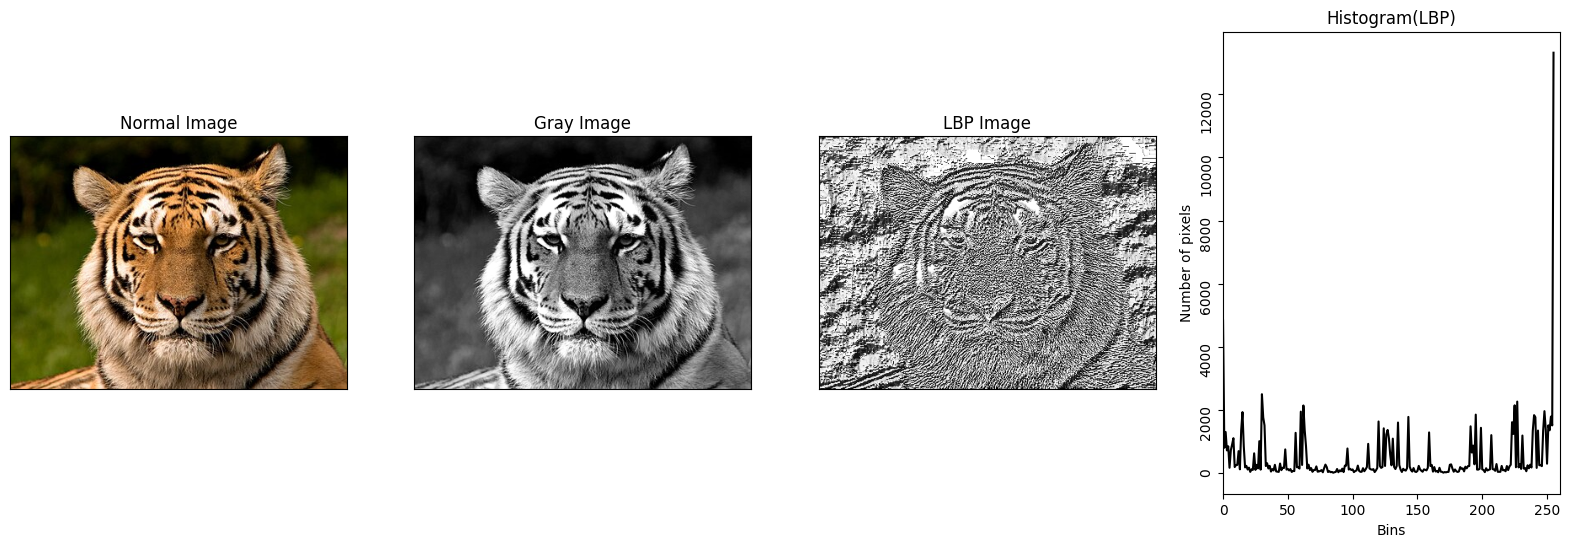 Normal Image
Gray Image
LBP Image
Histogram(LBP)
Number of pixels
12000
10000
8000
6000
4000
2000
0
0 50 100 150 200 250
Bins